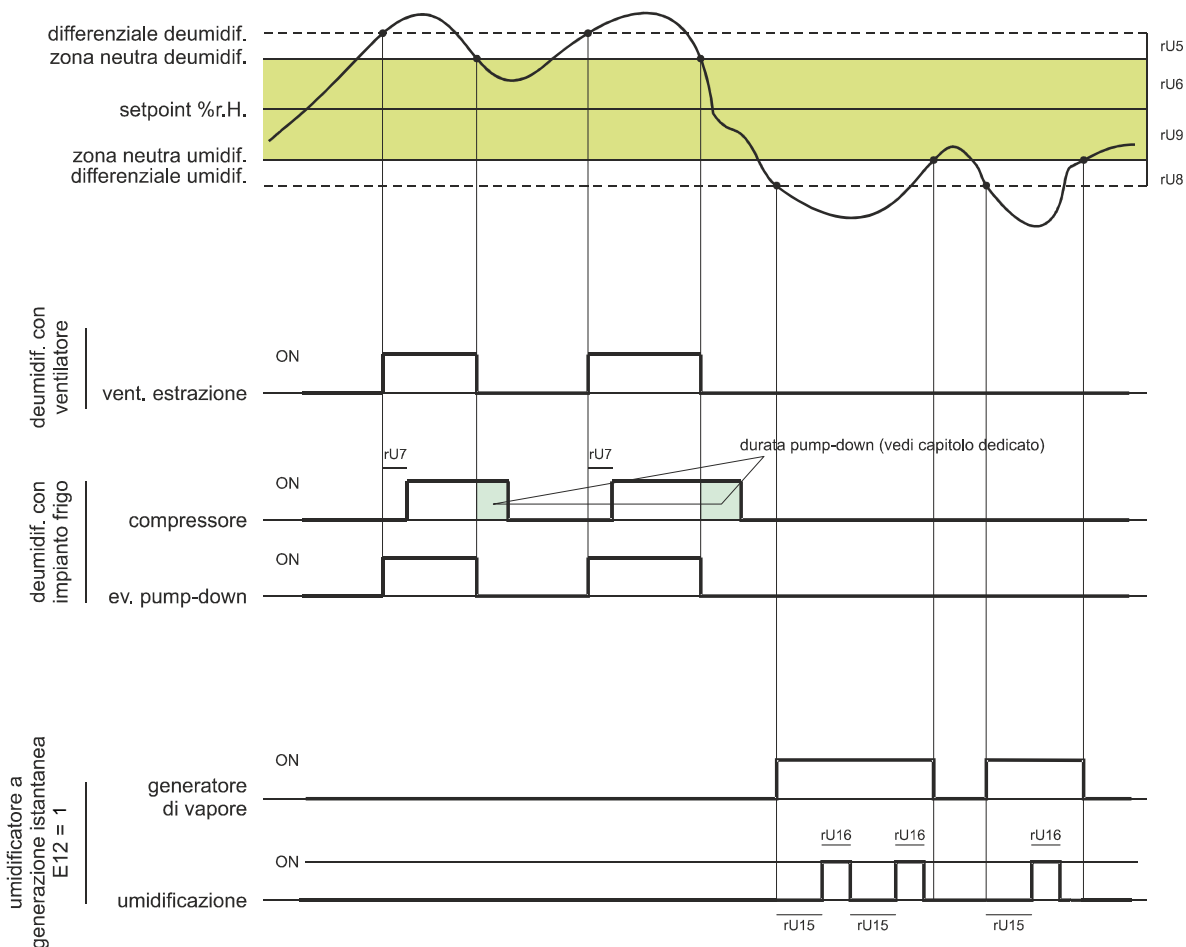 differenziale deumidif.
rU5
zona neutra deumidif.
rU6
setpoint %r.H.
rU9
zona neutra umidif.
differenziale umidif.
rU8
deumidif. con
ventilatore
ON
vent. estrazione
durata pump-down (vedi capitolo dedicato)
rU7
rU7
deumidif. con
impianto frigo
ON
compressore
ON
ev. pump-down
umidificatore a
generazione istantanea
E12 = 1
ON
generatore
di vapore
rU16
rU16
rU16
ON
umidificazione
rU15
rU15
rU15